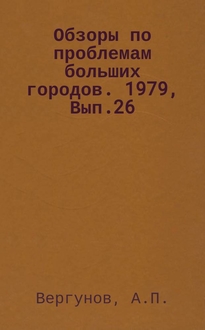 Обзоры по
проблемам
больших
городов. 1979,
Вып.26
Вергунов, А.П.